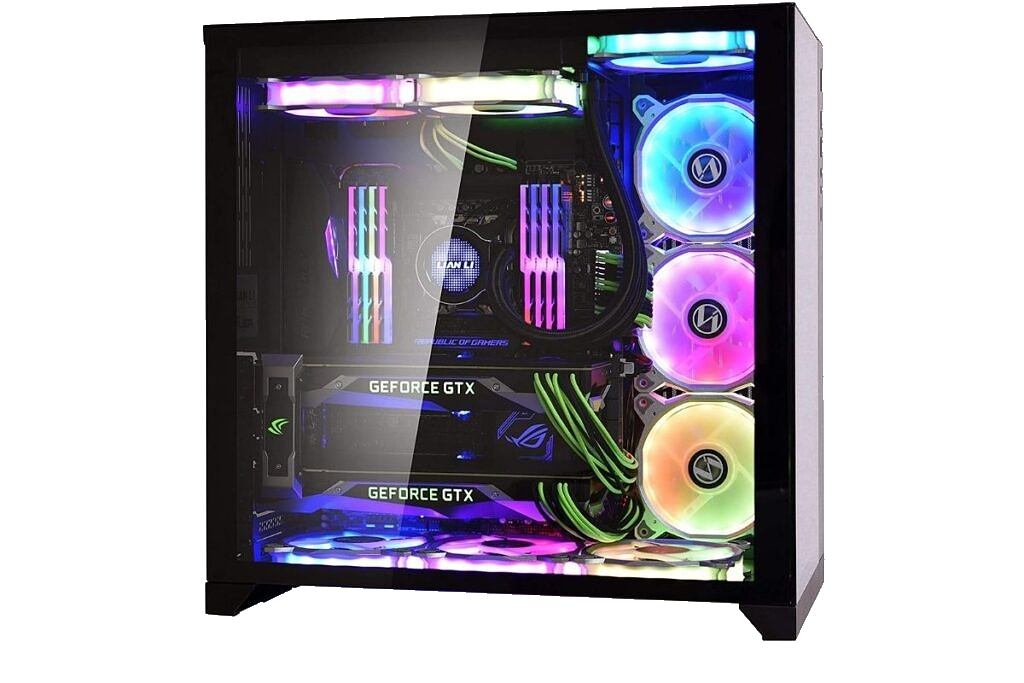 LIAN LI
REPUBLIC OF GAMERS
GEFORCE GTX
GEFORCE GTX